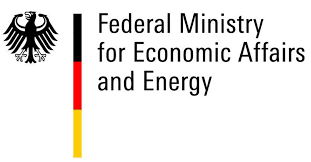 Federal Ministry
for Economic Affairs
and Energy